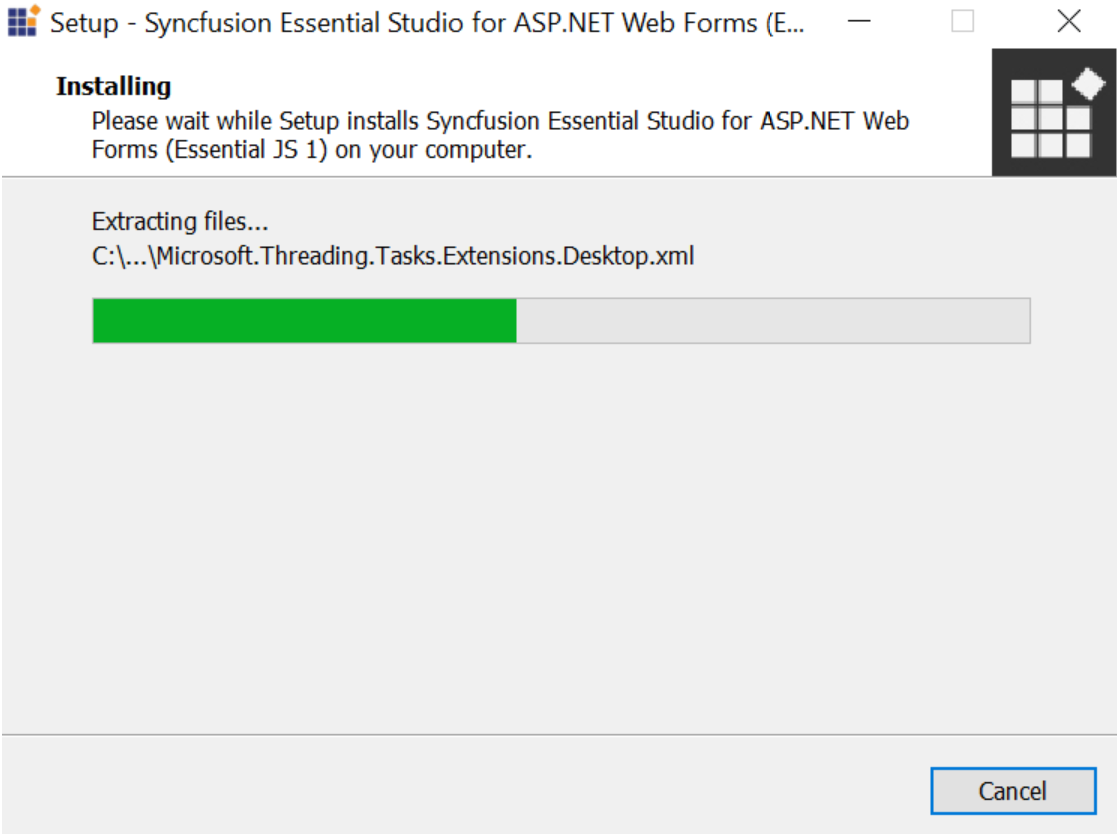 Setup - Syncfusion Essential Studio for ASP.NET Web Forms (E...
Installing
Please wait while Setup installs Syncfusion Essential Studio for ASP.NET Web
Forms (Essential JS 1) on your computer.
Extracting files...
C:\...\Microsoft.Threading.Tasks.Extensions.Desktop.xml
Cancel